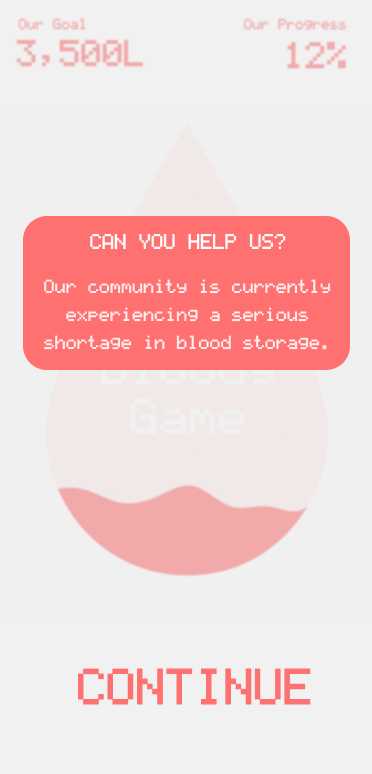 Our Goal
Our Progress
3,500L
12%
CAN YOU HELP US?
Our community is currently
experiencing a serious
shortage in blood storage.
Bloody
Game
CONTINUE